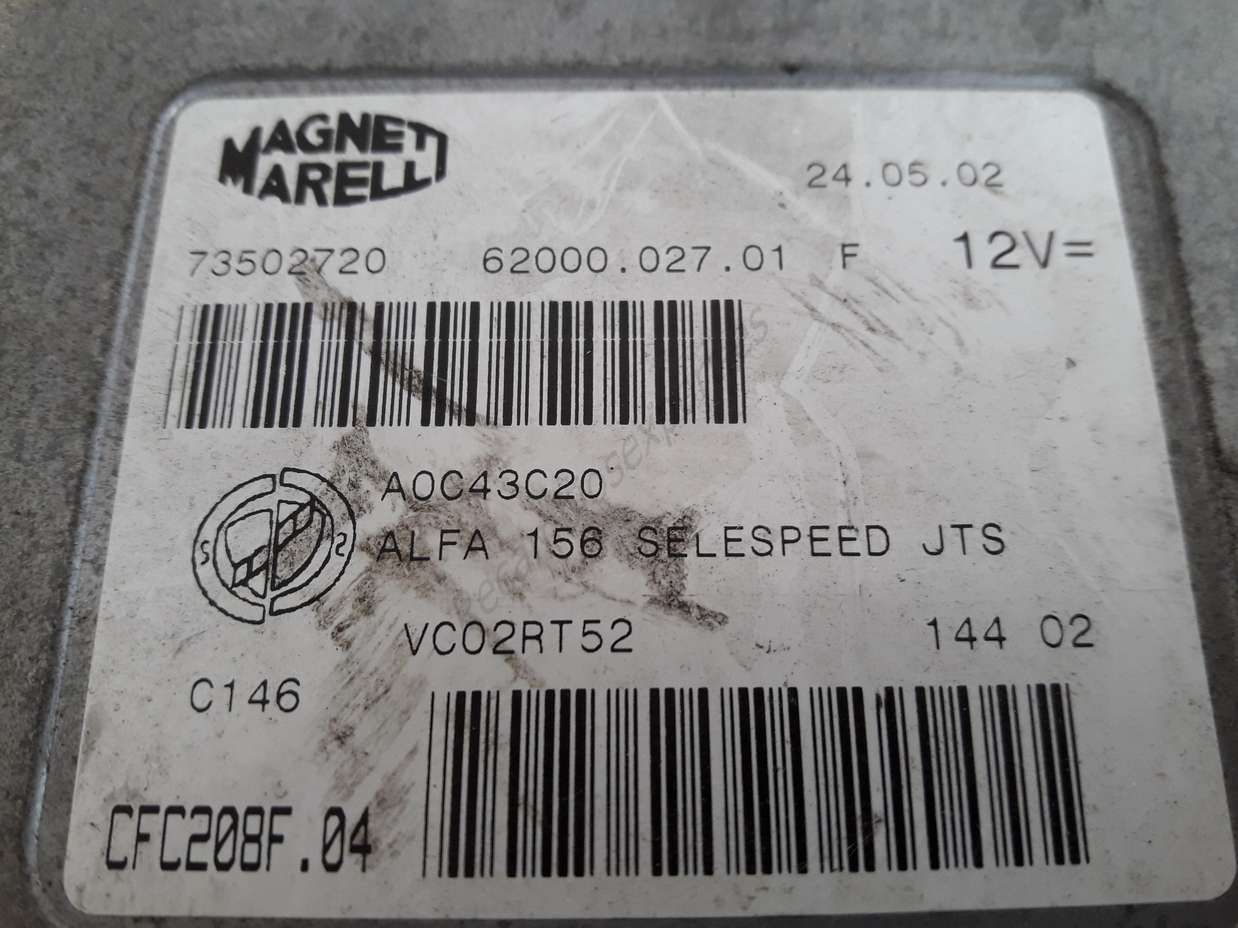 MAGNETI
MARELLI
24.05.02
73502720 62000.027.01 F 12V=
A0C43C20
ALFA 156 SELESPEED JTS
VC02RT52 144 02
C146
CFC208F.04